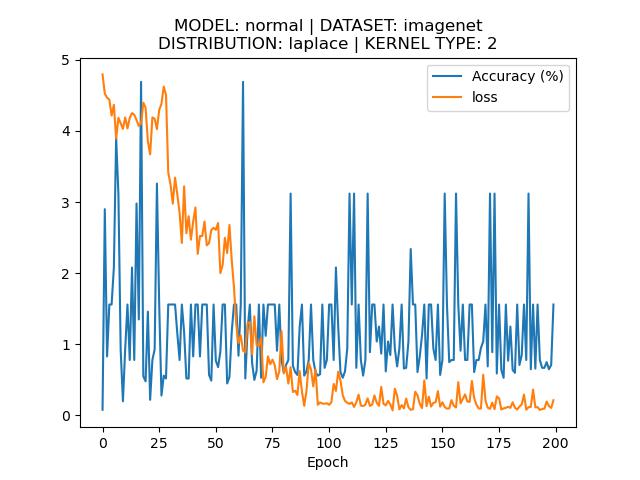 MODEL: normal | DATASET: imagenet
DISTRIBUTION: laplace | KERNEL TYPE: 2
Accuracy (%)
loss
5
4
3
2
1
0
0 25 50 75 100 125 150 175 200
Epoch